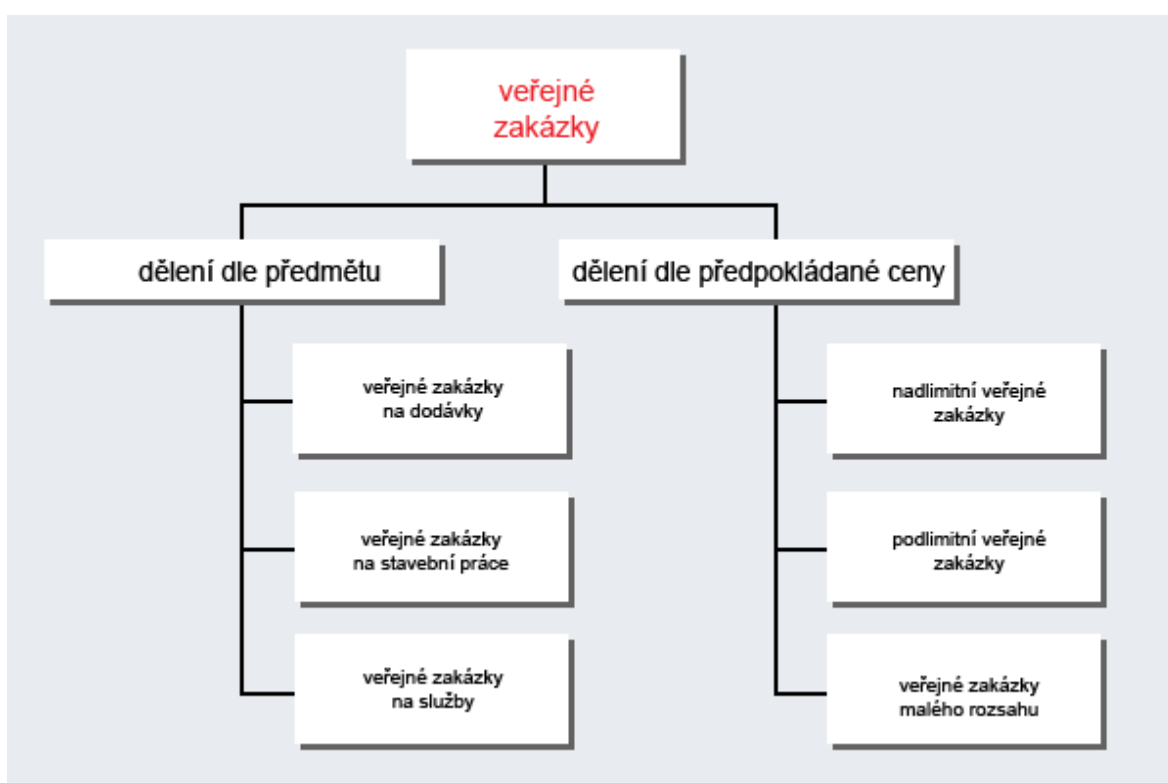 veřejné
zakázky
dělení dle předmětu
dělení dle předpokládané ceny
veřejné zakázky
na dodávky
nadlimitní veřejné
zakázky
veřejné zakázky
na stavební práce
podlimitní veřejné
zakázky
veřejné zakázky
na služby
veřejné zakázky
malého rozsahu